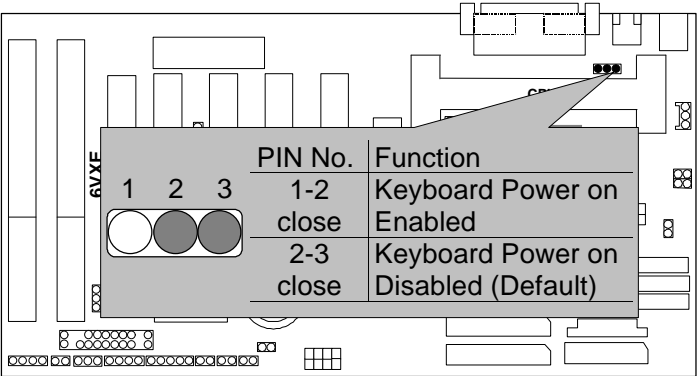 CPU
6VXE
1 2 3
PIN No. Function
1-2 Keyboard Power on
close Enabled
2-3 Keyboard Power on
close Disabled (Default)